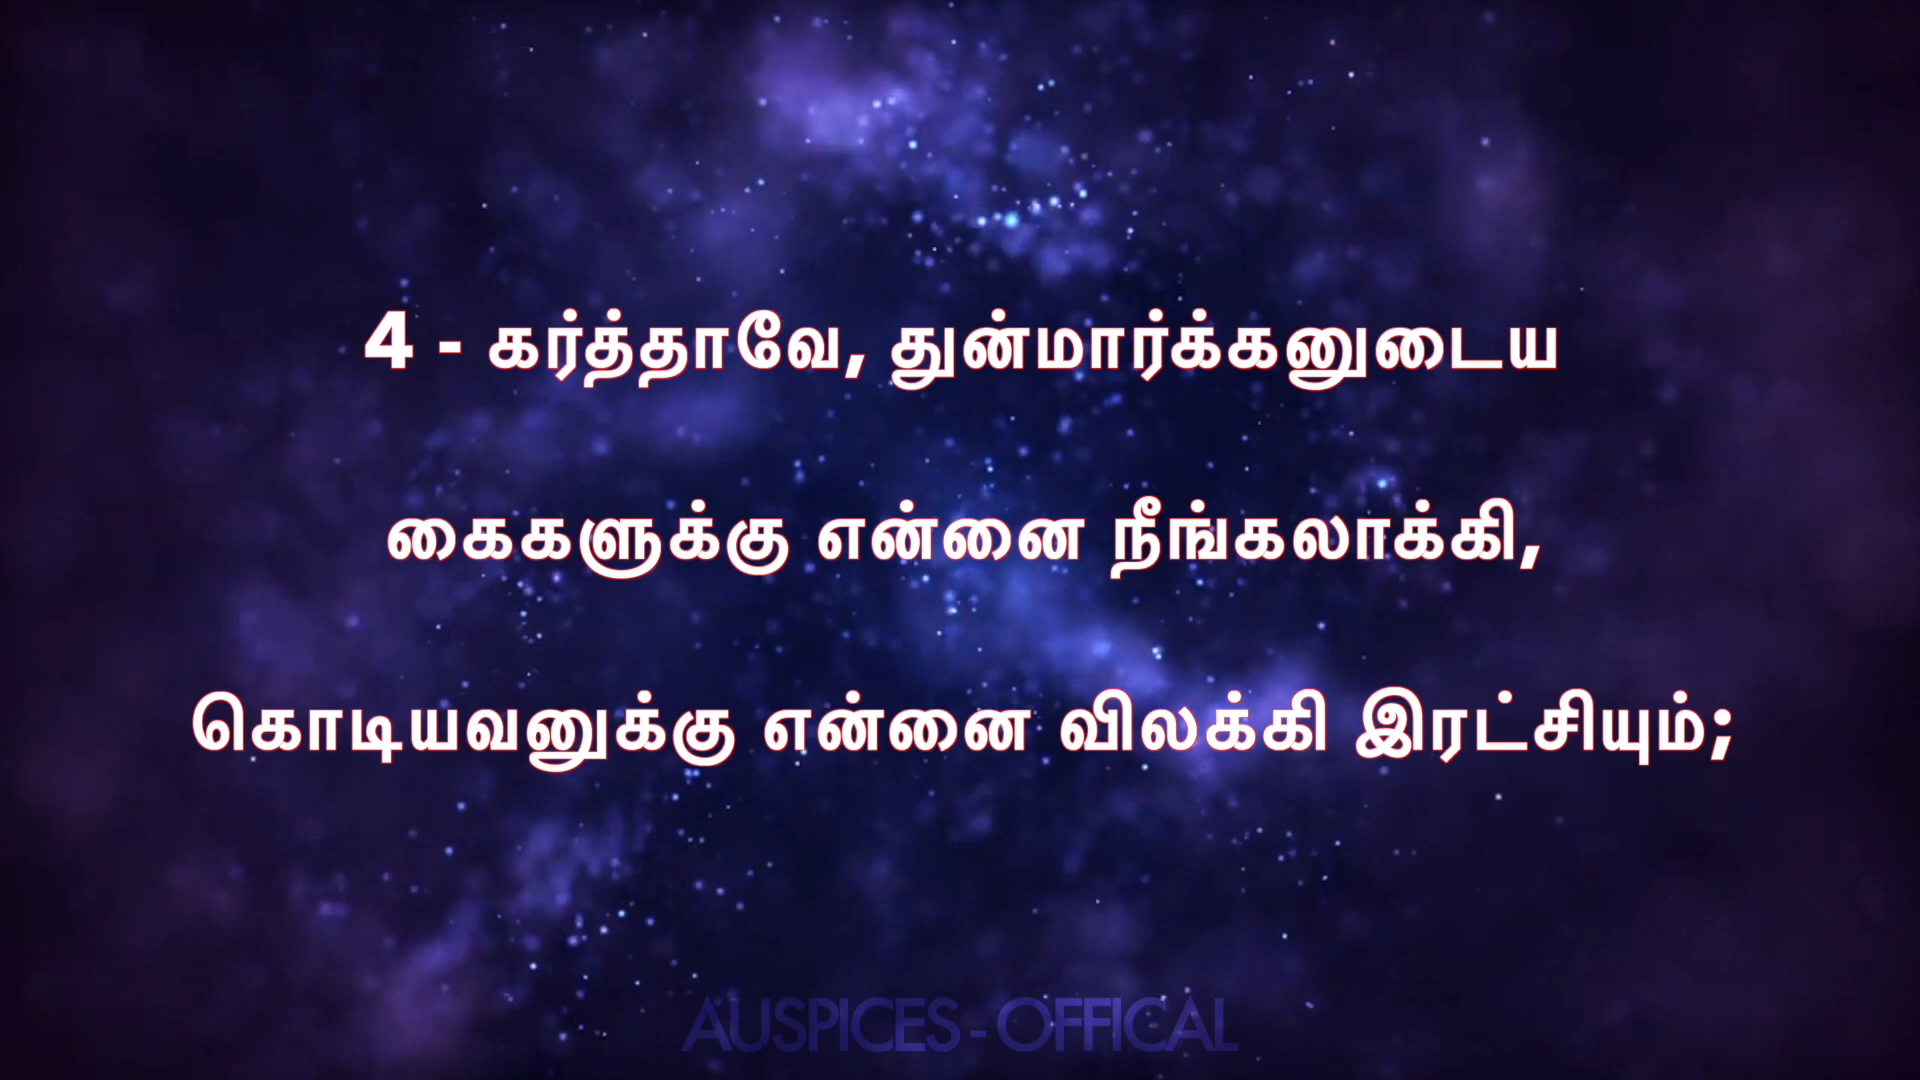 4 - கர்த்தாவே, துன்மார்க்கனுடைய
கைகளுக்கு என்னை நீங்கலாக்கி,
கொடியவனுக்கு என்னை விலக்கி இரட்சியும்;
AUSPICES - OFFICAL